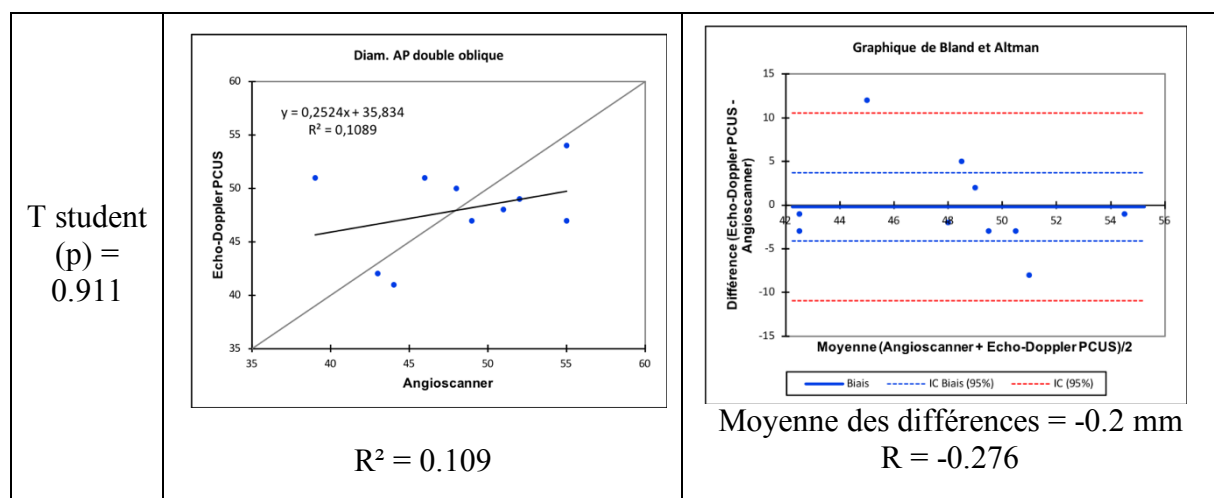 T student
(p) =
0.911
Diam. AP double oblique
y = 0,2524x + 35,834
R² = 0,1089
60
55
50
45
40
35
35
40
45
50
55
60
Echo-Doppler PCUS
Angioscanner
R² = 0.109
Graphique de Bland et Altman
15
10
5
0
-5
-10
-15
42
44
46
48
50
52
54
56
Différence (Echo-Doppler PCUS -
Angioscanner)
Moyenne (Angioscanner + Echo-Doppler PCUS)/2
Biais
IC Biais (95%)
IC (95%)
Moyenne des différences = -0.2 mm
R = -0.276